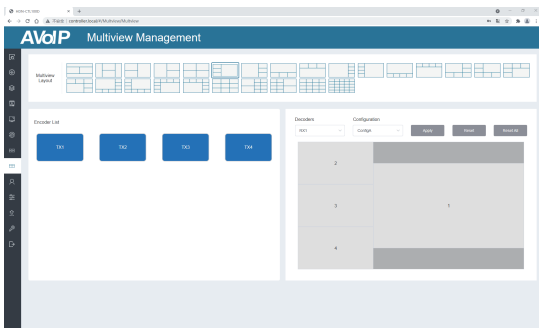 AVoIP Multiview Management
Multiview
Layout
Encoder List
TX1
TX2
TX3
TX4
Decoders
Configuration
RX1
Configs
Apply
Reset
Reset All
2
3
4
1